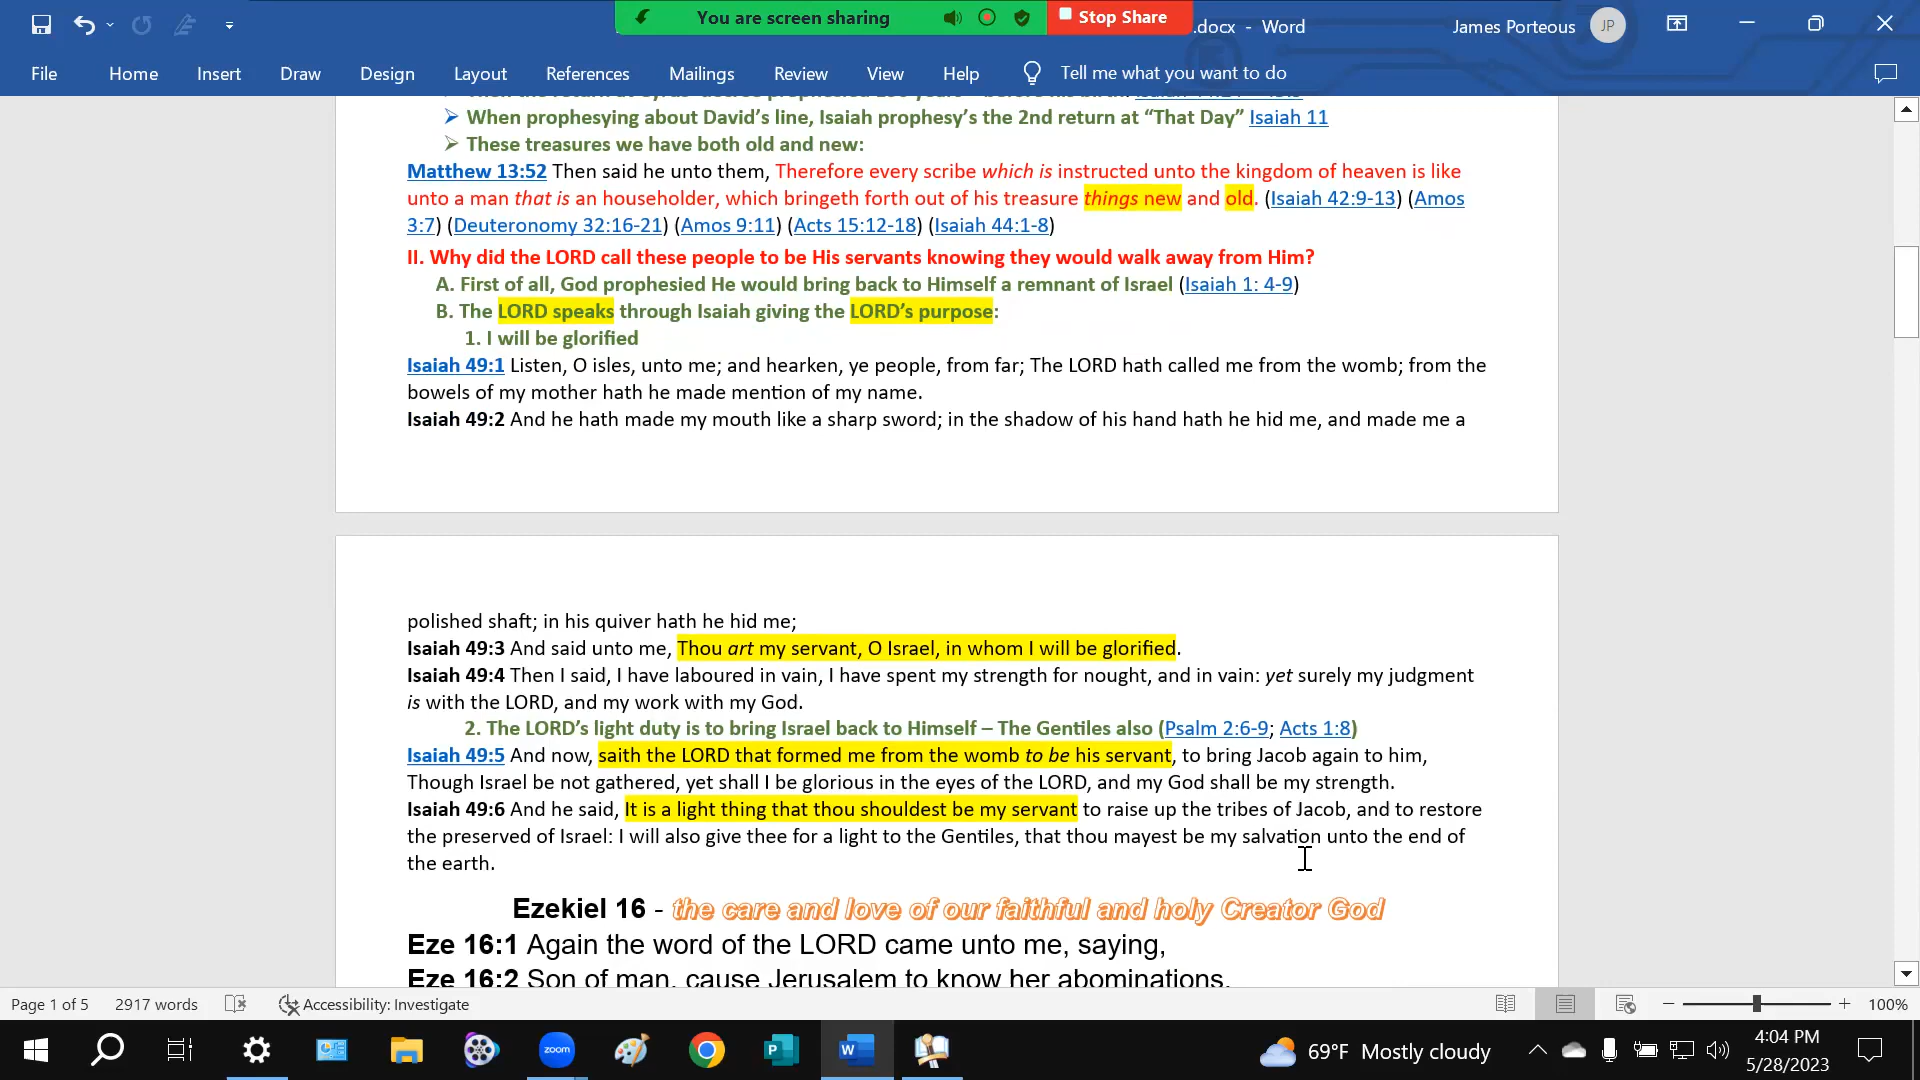 You are screen sharing
Stop Share
.docx - Word
James Porteous
JP
File Home Insert Draw Design Layout References Mailings Review View Help Tell me what you want to do
➢ When prophesying about David's line, Isaiah prophesy's the 2nd return at “That Day” Isaiah 11
➢ These treasures we have both old and new:
Matthew 13:52 Then said he unto them, Therefore every scribe which is instructed unto the kingdom of heaven is like
unto a man that is an householder, which bringeth forth out of his treasure things new and old. (Isaiah 42:9-13) (Amos
3:7) (Deuteronomy 32:16-21) (Amos 9:11) (Acts 15:12-18) (Isaiah 44:1-8)
II. Why did the LORD call these people to be His servants knowing they would walk away from Him?
A. First of all, God prophesied He would bring back to Himself a remnant of Israel (Isaiah 1: 4-9)
B. The LORD speaks through Isaiah giving the LORD's purpose:
1. I will be glorified
Isaiah 49:1 Listen, O isles, unto me; and hearken, ye people, from far; The LORD hath called me from the womb; from the
bowels of my mother hath he made mention of my name.
Isaiah 49:2 And he hath made my mouth like a sharp sword; in the shadow of his hand hath he hid me, and made me a
polished shaft; in his quiver hath he hid me;
Isaiah 49:3 And said unto me, Thou art my servant, O Israel, in whom I will be glorified.
Isaiah 49:4 Then I said, I have laboured in vain, I have spent my strength for nought, and in vain: yet surely my judgment
is with the LORD, and my work with my God.
2. The LORD's light duty is to bring Israel back to Himself – The Gentiles also (Psalm 2:6-9; Acts 1:8)
Isaiah 49:5 And now, saith the LORD that formed me from the womb to be his servant, to bring Jacob again to him,
Though Israel be not gathered, yet shall I be glorious in the eyes of the LORD, and my God shall be my strength.
Isaiah 49:6 And he said, It is a light thing that thou shouldest be my servant to raise up the tribes of Jacob, and to restore
the preserved of Israel: I will also give thee for a light to the Gentiles, that thou mayest be my salvation unto the end of
the earth.
Ezekiel 16 - the care and love of our faithful and holy Creator God
Eze 16:1 Again the word of the LORD came unto me, saying,
Eze 16:2 Son of man, cause Jerusalem to know her abominations,
Page 1 of 5 2917 words Accessibility: Investigate 100%
zoom
69°F Mostly cloudy
4:04 PM
5/28/2023